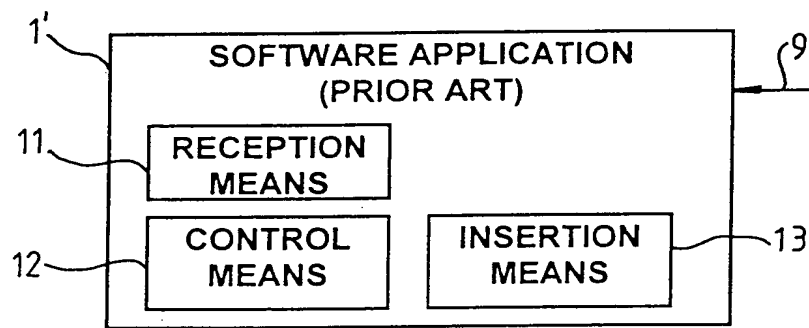 1'
SOFTWARE APPLICATION
(PRIOR ART)
9
11
RECEPTION
MEANS
12
CONTROL
MEANS
INSERTION
MEANS
13